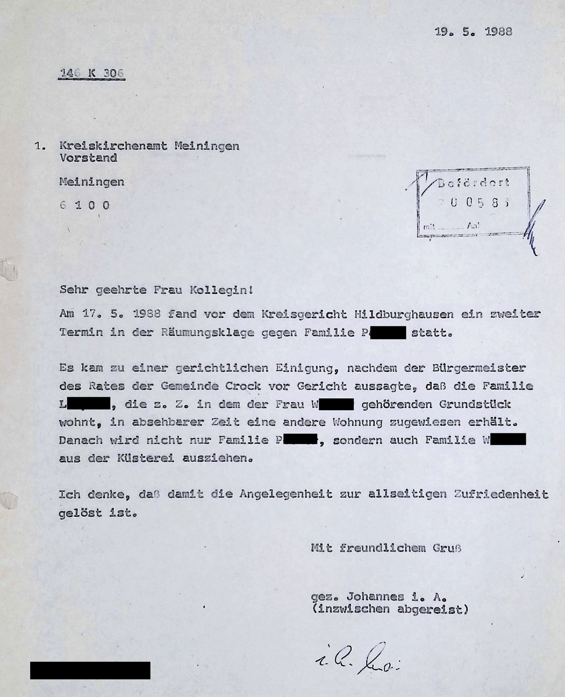 19. 5. 1988
146 K 306
1. Kreiskirchenamt Meiningen
Vorstand
Meiningen
6 1 0 0
Befördert
mit
Sehr geehrte Frau Kollegin!
Am 17. 5. 1988 fand vor dem Kreisgericht Hildburghausen ein zweiter
Termin in der Räumungsklage gegen Familie P statt.
Es kam zu einer gerichtlichen Einigung, nachdem der Bürgermeister
des Rates der Gemeinde Crock vor Gericht aussagte, daß die Familie
L, die z. Z. in dem der Frau W gehörenden Grundstück
wohnt, in absehbarer Zeit eine andere Wohnung zugewiesen erhält.
Danach wird nicht nur Familie P, sondern auch Familie W
aus der Küsterei ausziehen.
Ich denke, daß damit die Angelegenheit zur allseitigen Zufriedenheit
gelöst ist.
Mit freundlichem Gruß
gez. Johannes i. A.
(inzwischen abgereist)
i. A.